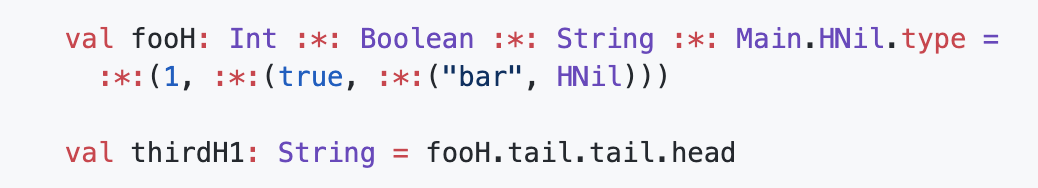 val fooH: Int :*: Boolean :*: String :*: Main.HNil.type =
:*:(1, :*:(true, :*:("bar", HNil)))
val thirdH1: String = fooH.tail.tail.head